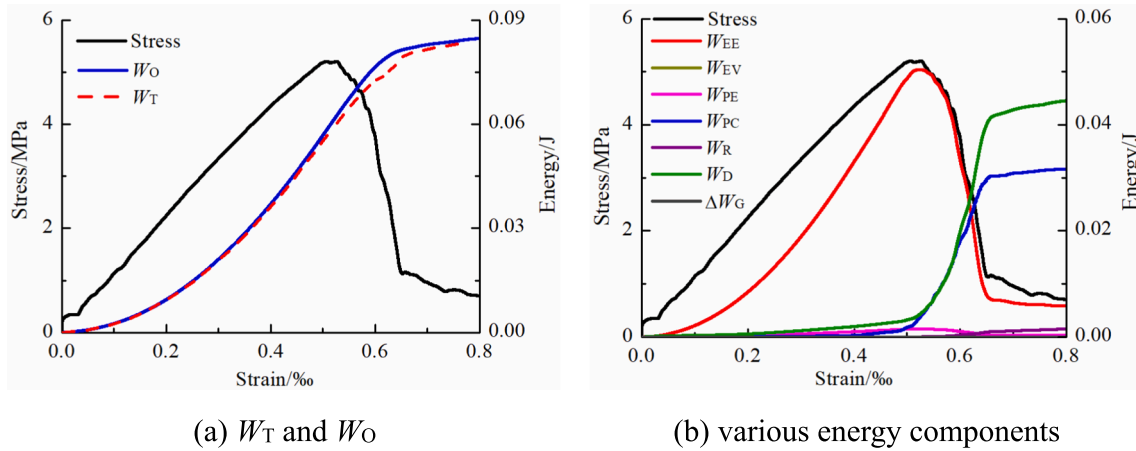 6
4
2
0
Stress/MPa
0.09
0.06
0.03
0.00
Energy/J
0.0
0.2
0.4
0.6
0.8
Strain/‰
Stress
WO
WT
(a) WT and WO
6
4
2
0
Stress/MPa
0.06
0.04
0.02
0.00
Energy/J
0.0
0.2
0.4
0.6
0.8
Strain/‰
Stress
WEE
WEV
WPE
WPC
WR
WD
ΔWG
(b) various energy components